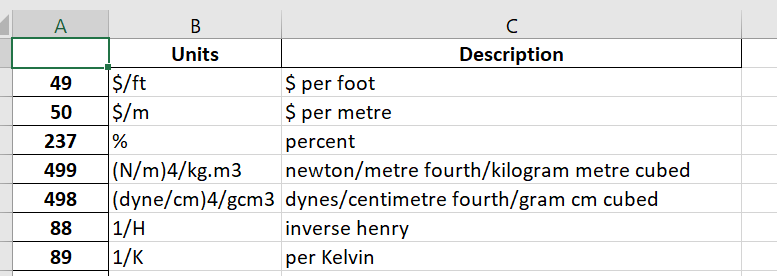 A B C
Units Description
49 $/ft $ per foot
50 $/m $ per metre
237 % percent
499 (N/m)4/kg.m3 newton/metre fourth/kilogram metre cubed
498 (dyne/cm)4/gcm3 dynes/centimetre fourth/gram cm cubed
88 1/H inverse henry
89 1/K per Kelvin